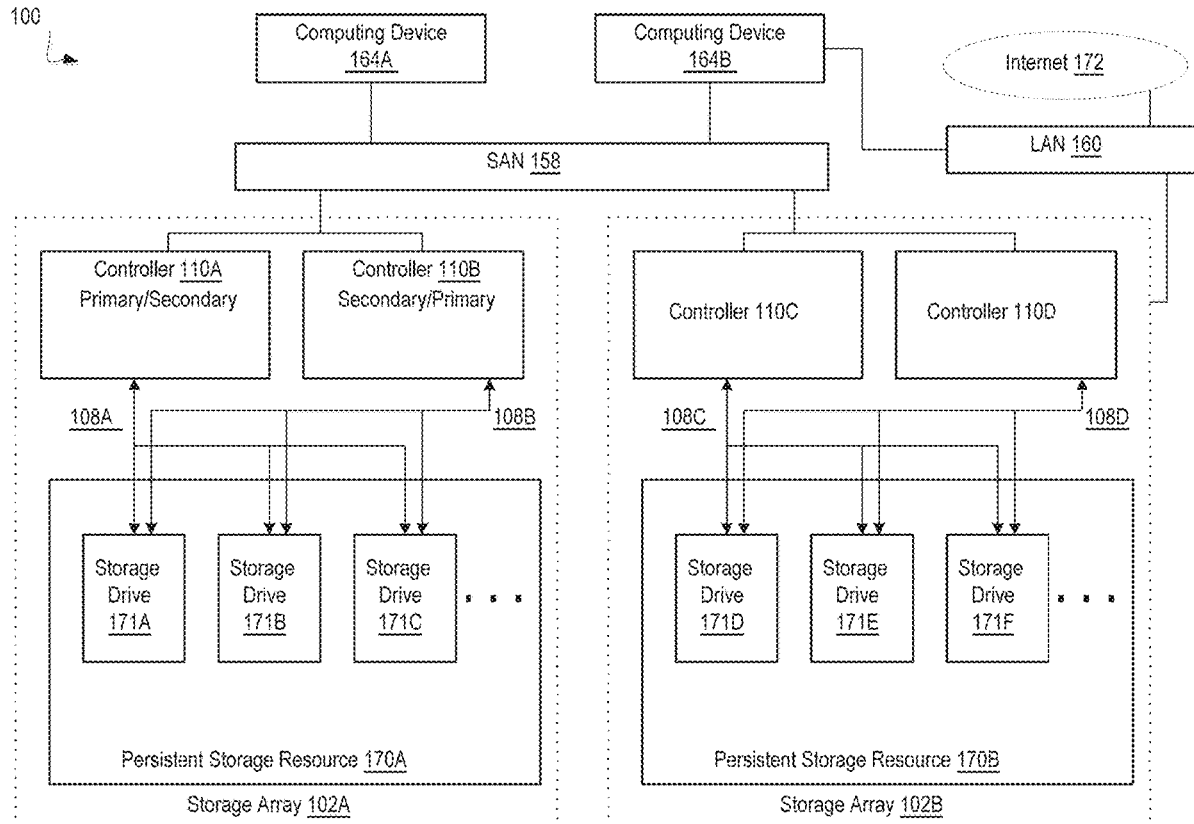 100
Computing Device
164A
Computing Device
164B
Internet 172
LAN 160
SAN 158
Controller 110A
Primary/Secondary
Controller 110B
Secondary/Primary
Controller 110C
Controller 110D
108A
108B
108C
108D
Storage
Drive
171A
Storage
Drive
171B
Storage
Drive
171C
Storage
Drive
171D
Storage
Drive
171E
Storage
Drive
171F
Persistent Storage Resource 170A
Persistent Storage Resource 170B
Storage Array 102A
Storage Array 102B